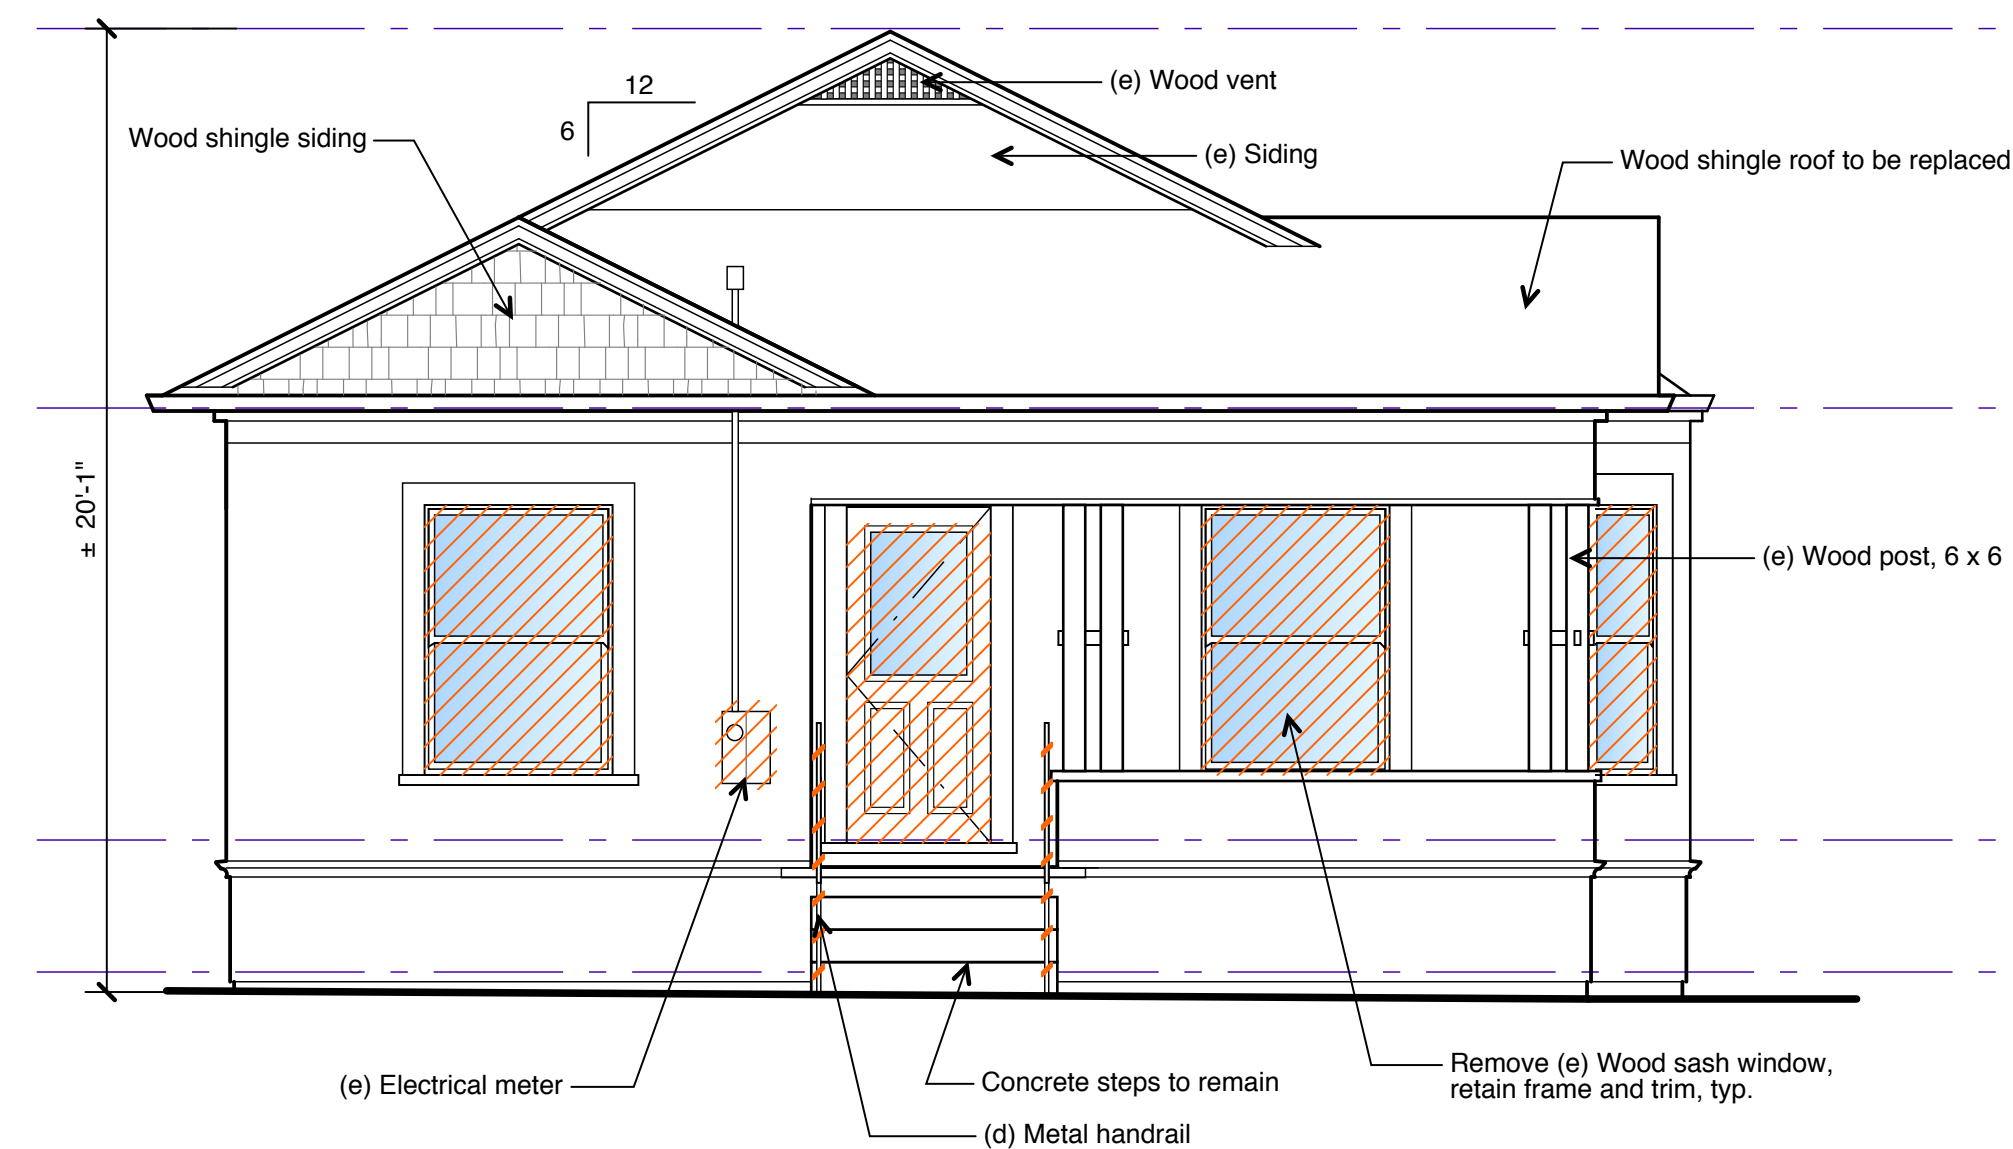 12
(e) Wood vent
6
Wood shingle siding
(e) Siding
Wood shingle roof to be replaced
± 20'-1"
(e) Wood post, 6 x 6
Remove (e) Wood sash window,
retain frame and trim, typ.
(e) Electrical meter
Concrete steps to remain
(d) Metal handrail